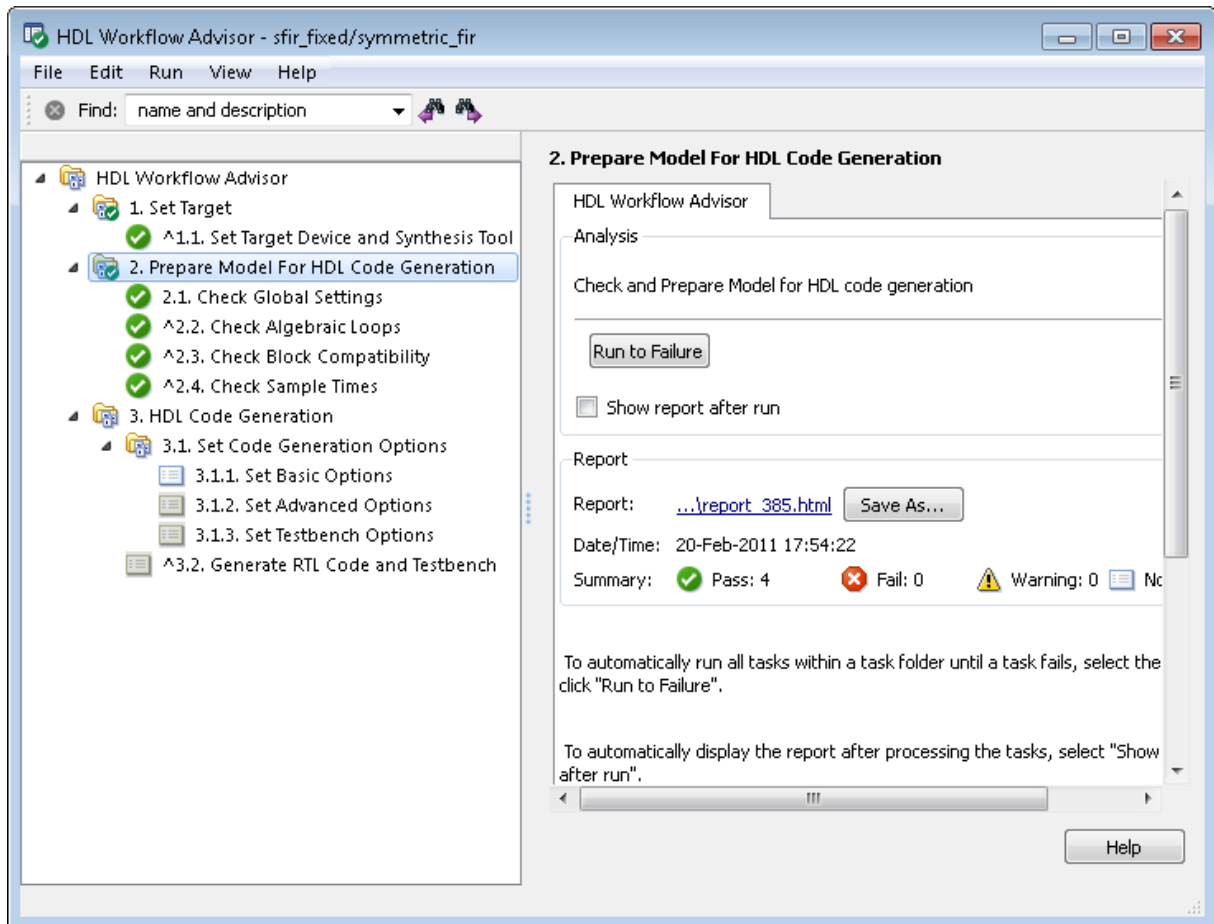 HDL Workflow Advisor - sfir_fixed/symmetric_fir
File Edit Run View Help
Find: name and description
HDL Workflow Advisor
1. Set Target
^1.1. Set Target Device and Synthesis Tool
2. Prepare Model For HDL Code Generation
2.1. Check Global Settings
^2.2. Check Algebraic Loops
^2.3. Check Block Compatibility
^2.4. Check Sample Times
3. HDL Code Generation
3.1. Set Code Generation Options
3.1.1. Set Basic Options
3.1.2. Set Advanced Options
3.1.3. Set Testbench Options
^3.2. Generate RTL Code and Testbench
2. Prepare Model For HDL Code Generation
HDL Workflow Advisor
Analysis
Check and Prepare Model for HDL code generation
Run to Failure
Show report after run
Report
Report: ...\report_385.html Save As...
Date/Time: 20-Feb-2011 17:54:22
Summary: Pass: 4 Fail: 0 Warning: 0
To automatically run all tasks within a task folder until a task fails, select the
click "Run to Failure".
To automatically display the report after processing the tasks, select "Show
after run".
Help